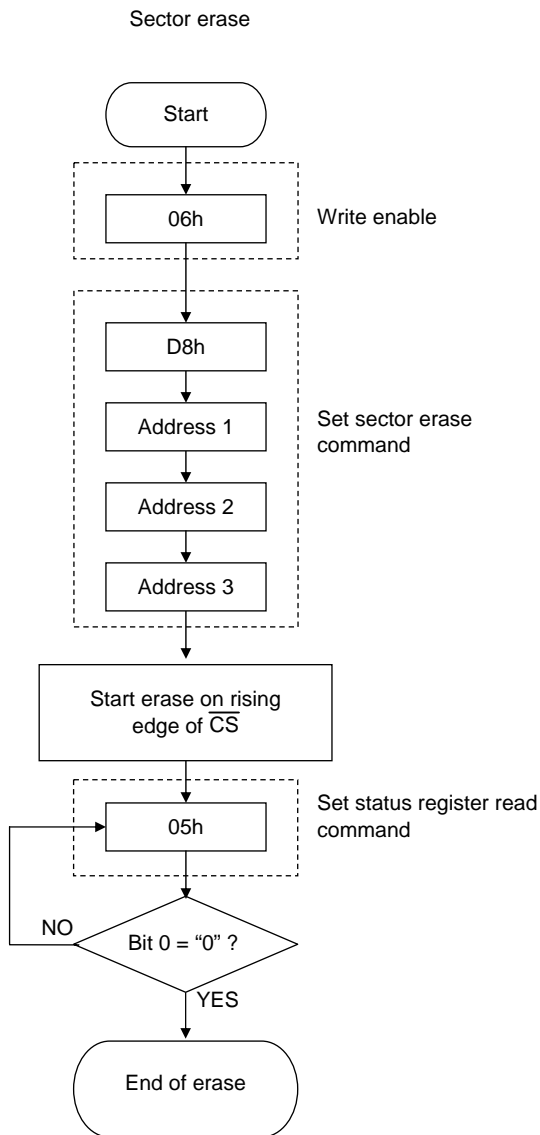 Sector erase
Start
06h
Write enable
D8h
Address 1
Set sector erase
command
Address 2
Address 3
Start erase on rising
edge of C̅S̅
05h
Set status register read
command
NO
Bit 0 = “0” ?
YES
End of erase